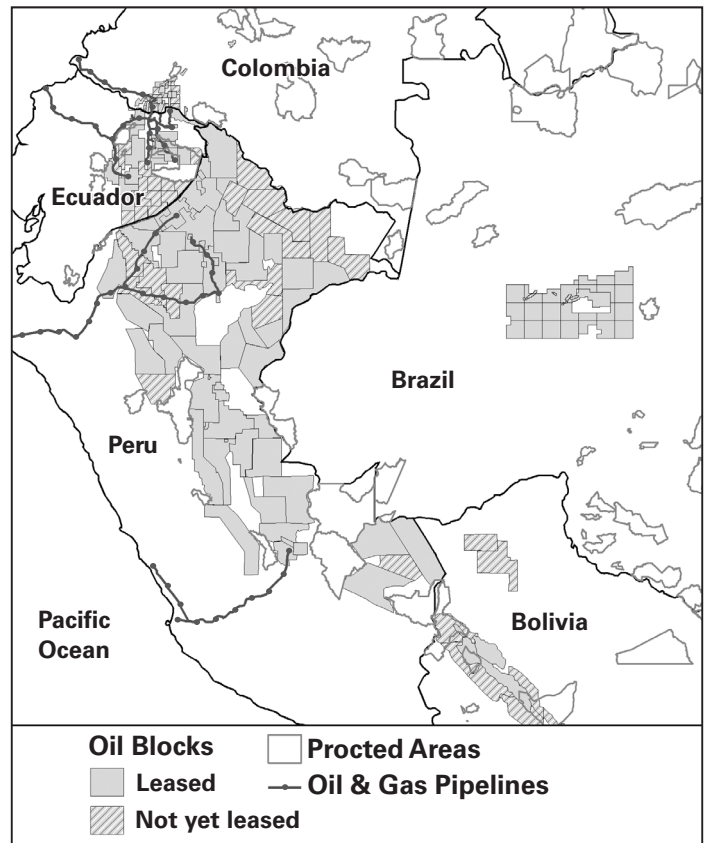 Colombia
Ecuador
Brazil
Peru
Pacific
Ocean
Bolivia
Oil Blocks
Procted Areas
Leased
Oil & Gas Pipelines
Not yet leased